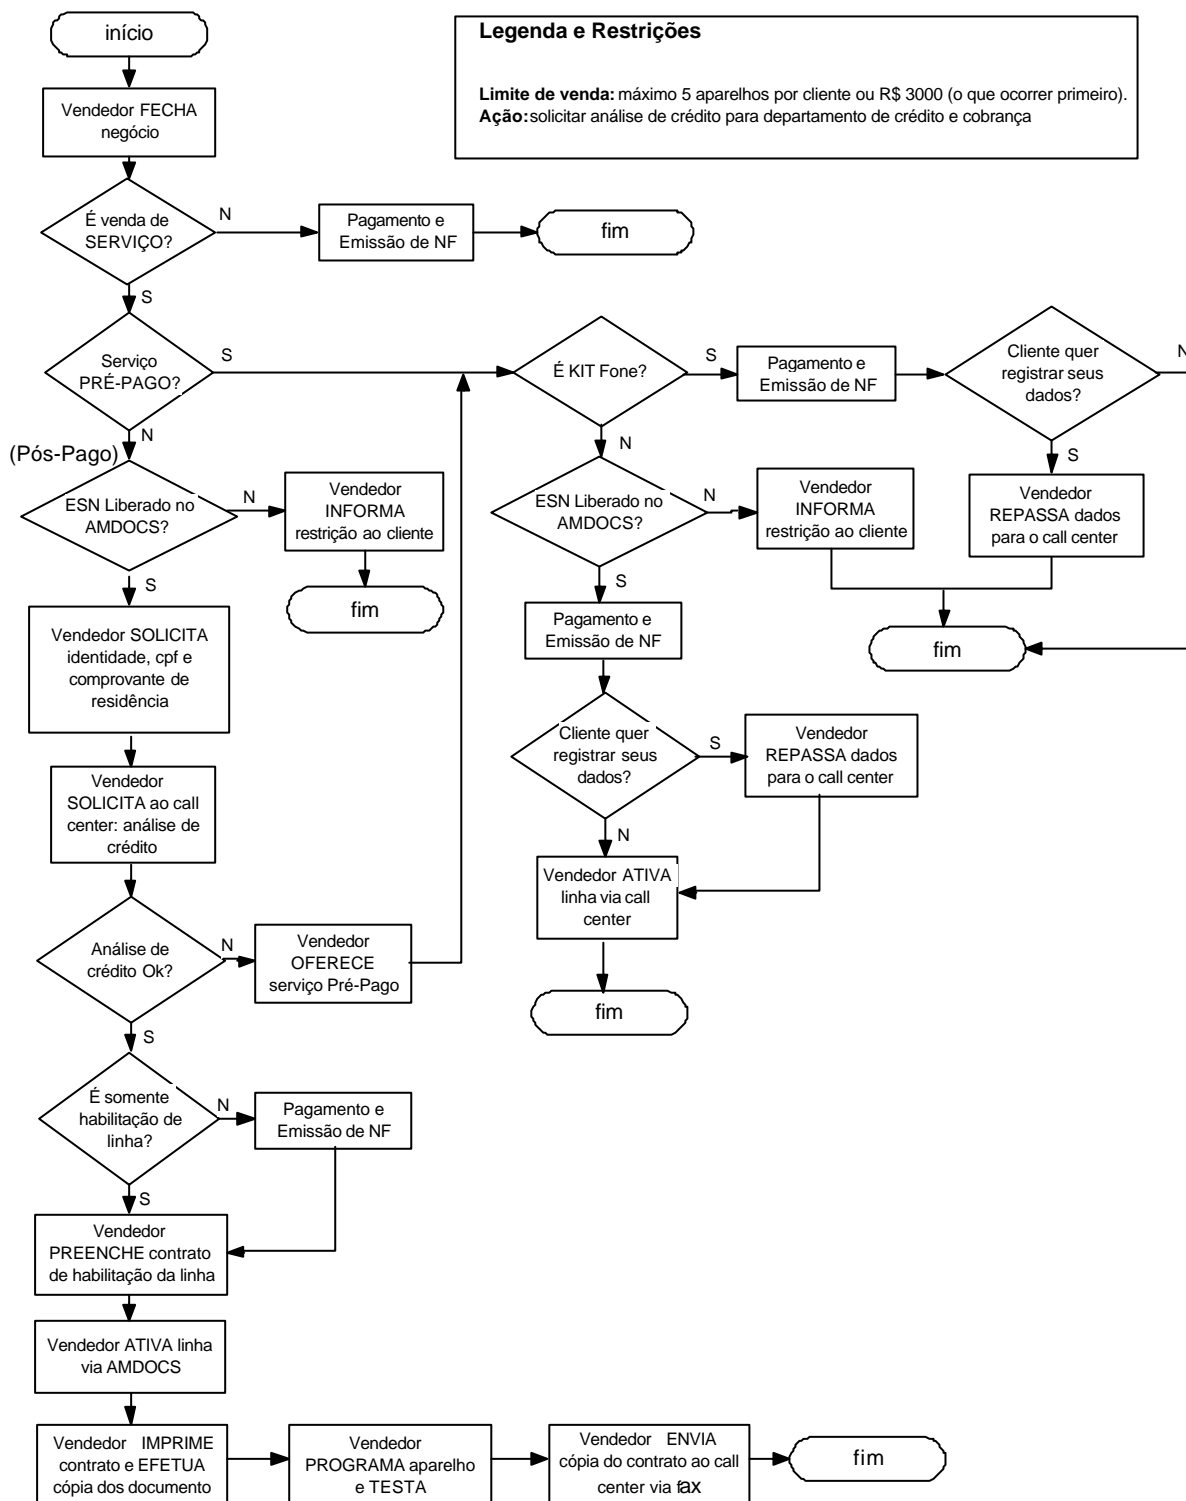 início
Legenda e Restrições
Limite de venda: máximo 5 aparelhos por cliente ou R$ 3000 (o que ocorrer primeiro).
Ação: solicitar análise de crédito para departamento de crédito e cobrança
Vendedor FECHA
negócio
É venda de
SERVIÇO?
N
Pagamento e
Emissão de NF
fim
S
Serviço
PRÉ-PAGO?
S
É KIT Fone?
S
Pagamento e
Emissão de NF
Cliente quer
registrar seus
dados?
N
N
(Pós-Pago)
N
S
ESN Liberado no
AMDOCS?
N
Vendedor
INFORMA
restrição ao cliente
fim
ESN Liberado no
AMDOCS?
N
Vendedor
INFORMA
restrição ao cliente
Vendedor
REPASSA dados
para o call center
fim
S
S
Vendedor SOLICITA
identidade, cpf e
comprovante de
residência
Pagamento e
Emissão de NF
Cliente quer
registrar seus
dados?
S
Vendedor
REPASSA dados
para o call center
N
Vendedor
SOLICITA ao call
center: análise de
crédito
Vendedor ATIVA
linha via call
center
fim
Análise de
crédito Ok?
N
Vendedor
OFERECE
serviço Pré-Pago
S
É somente
habilitação de
linha?
N
Pagamento e
Emissão de NF
S
Vendedor
PREENCHE contrato
de habilitação da linha
Vendedor ATIVA linha
via AMDOCS
Vendedor IMPRIME
contrato e EFETUA
cópia dos documento
Vendedor
PROGRAMA aparelho
e TESTA
Vendedor ENVIA
cópia do contrato ao call
center via fax
fim